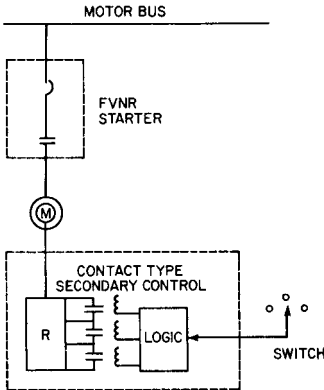 MOTOR BUS
FVNR
STARTER
M
CONTACT TYPE
SECONDARY CONTROL
R
LOGIC
SWITCH